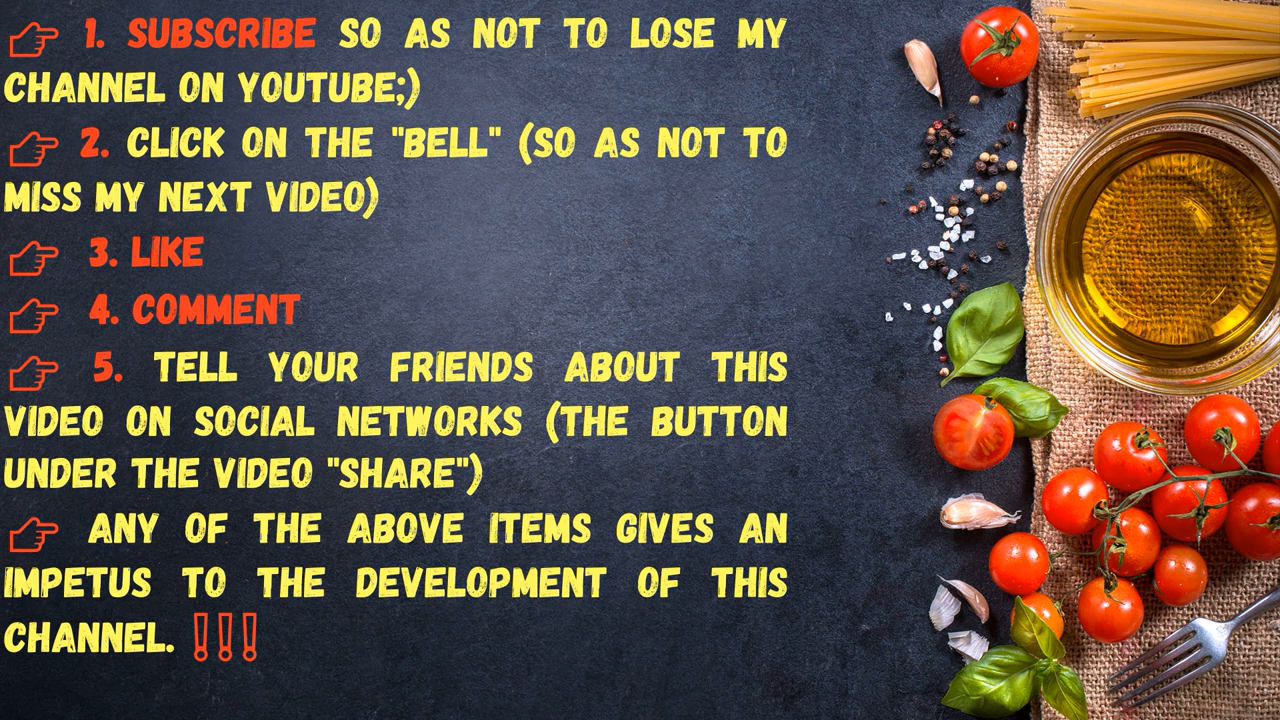 👉 1. SUBSCRIBE SO AS NOT TO LOSE MY
CHANNEL ON YOUTUBE;)
👉 2. CLICK ON THE "BELL" (SO AS NOT TO
MISS MY NEXT VIDEO)
👉 3. LIKE
👉 4. COMMENT
👉 5. TELL YOUR FRIENDS ABOUT THIS
VIDEO ON SOCIAL NETWORKS (THE BUTTON
UNDER THE VIDEO "SHARE")
👉 ANY OF THE ABOVE ITEMS GIVES AN
IMPETUS TO THE DEVELOPMENT OF THIS
CHANNEL. ❗❗❗